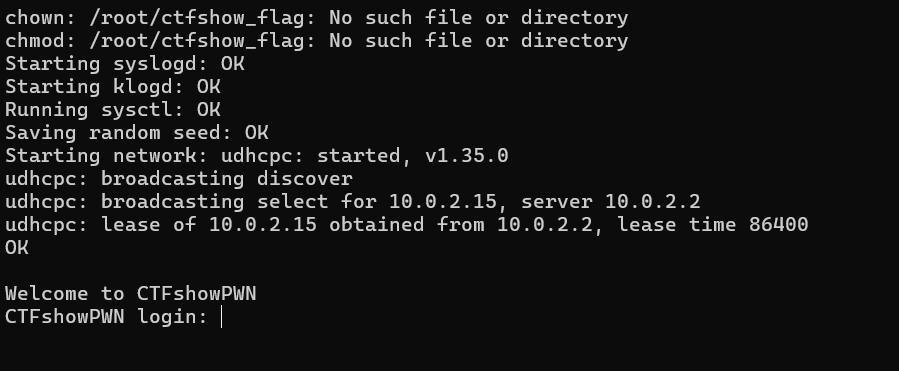 chown: /root/ctfshow_flag: No such file or directory
chmod: /root/ctfshow_flag: No such file or directory
Starting syslogd: OK
Starting klogd: OK
Running sysctl: OK
Saving random seed: OK
Starting network: udhcpc: started, v1.35.0
udhcpc: broadcasting discover
udhcpc: broadcasting select for 10.0.2.15, server 10.0.2.2
udhcpc: lease of 10.0.2.15 obtained from 10.0.2.2, lease time 86400
OK
Welcome to CTFshowPWN
CTFshowPWN login: